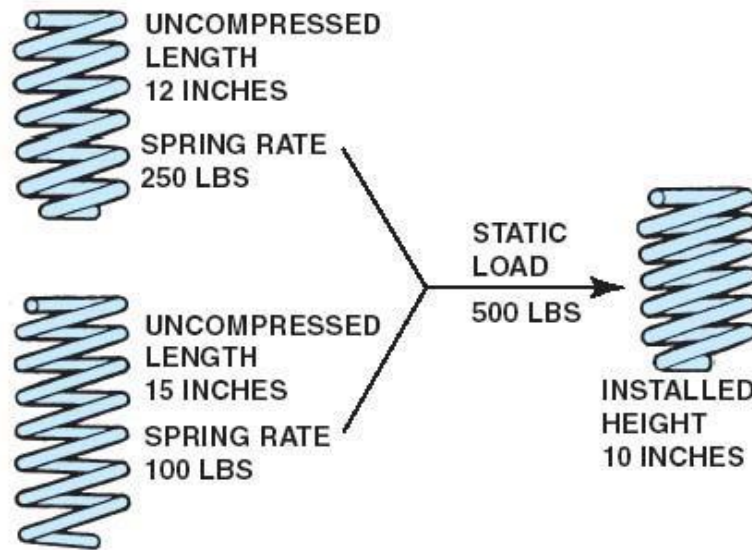 UNCOMPRESSED
LENGTH
12 INCHES
SPRING RATE
250 LBS
UNCOMPRESSED
LENGTH
15 INCHES
SPRING RATE
100 LBS
STATIC
LOAD
500 LBS
INSTALLED
HEIGHT
10 INCHES